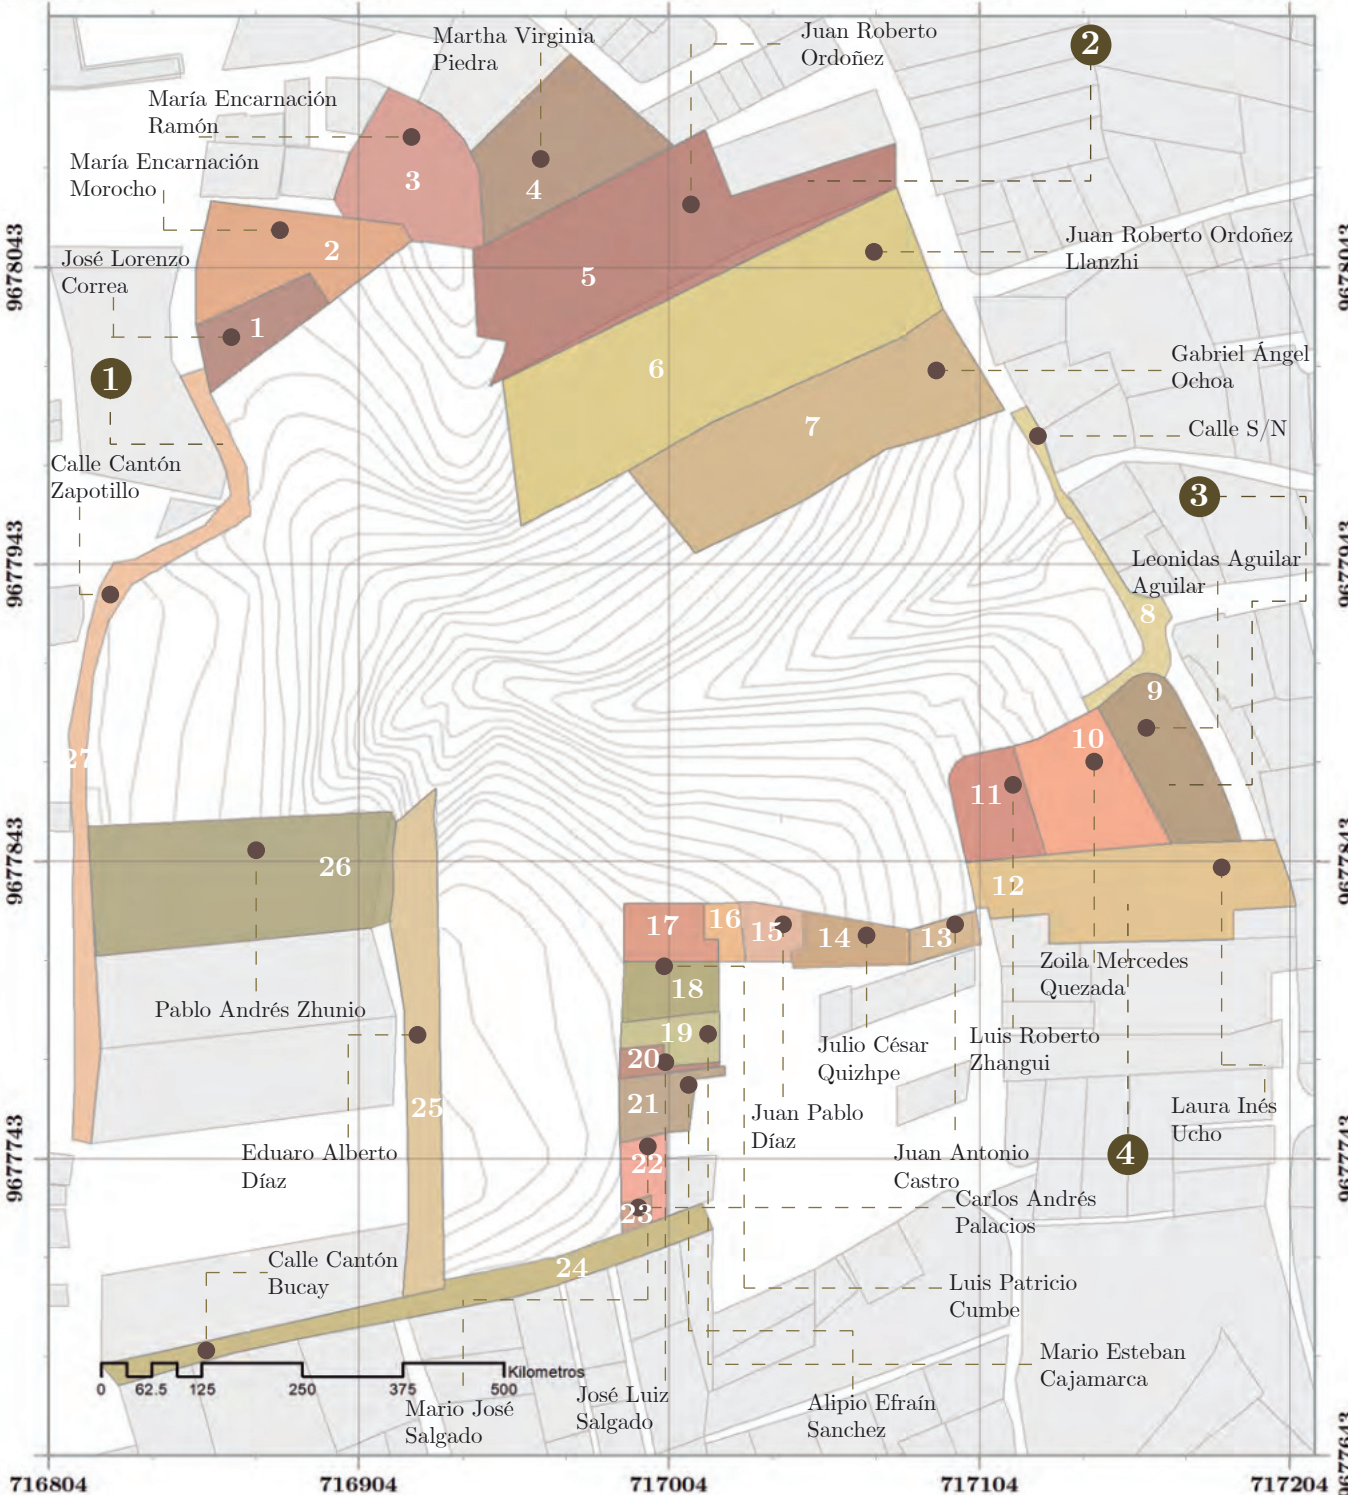 Martha Virginia
Piedra
Juan Roberto
Ordoñez
2
María Encarnación
Ramón
María Encarnación
Morocho
3
4
2
José Lorenzo
Correa
5
Juan Roberto Ordoñez
Llanzhi
9678043
9678043
1
1
6
Gabriel Ángel
Ochoa
7
Calle S/N
Calle Cantón
Zapotillo
3
9677943
9677943
Leonidas Aguilar
Aguilar
8
9
10
27
11
26
12
9677843
9677843
17
16
15
14
13
Zoila Mercedes
Quezada
18
Pablo Andrés Zhunio
19
20
Julio César
Quizhpe
Luis Roberto
Zhangui
25
21
Juan Pablo
Díaz
Laura Inés
Ucho
Eduaro Alberto
Díaz
22
Juan Antonio
Castro
4
9677743
9677743
23
Carlos Andrés
Palacios
Calle Cantón
Bucay
24
Luis Patricio
Cumbe
Mario Esteban
Cajamarca
0 62.5 125 250 375 500
Kilometros
Mario José
Salgado
José Luiz
Salgado
Alipio Efraín
Sanchez
9677643
716804 716904 717004 717104 717204